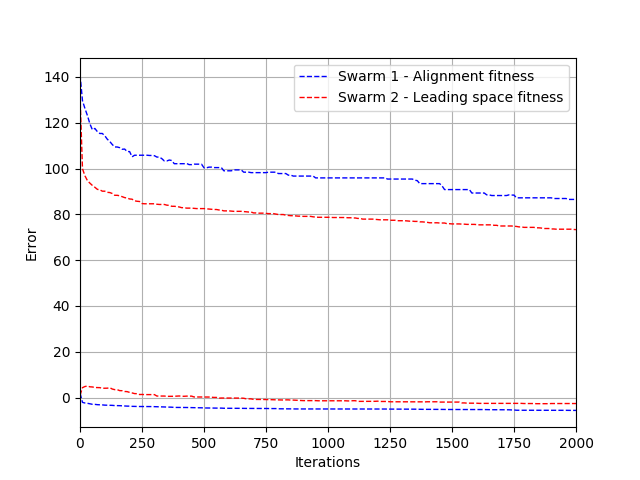 140
120
100
80
60
40
20
0
Error
Swarm 1 - Alignment fitness
Swarm 2 - Leading space fitness
0 250 500 750 1000 1250 1500 1750 2000
Iterations